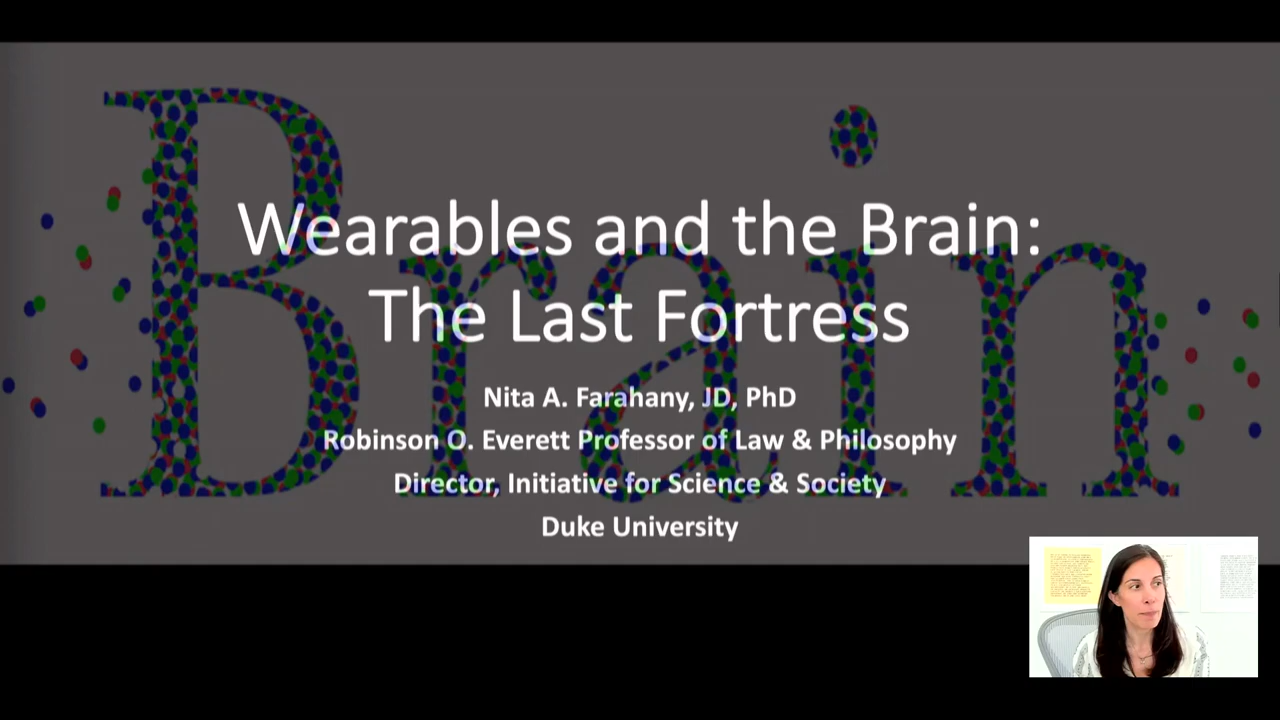 Brain
Wearables and the Brain:
The Last Fortress
Nita A. Farahany, JD, PhD
Robinson O. Everett Professor of Law & Philosophy
Director, Initiative for Science & Society
Duke University